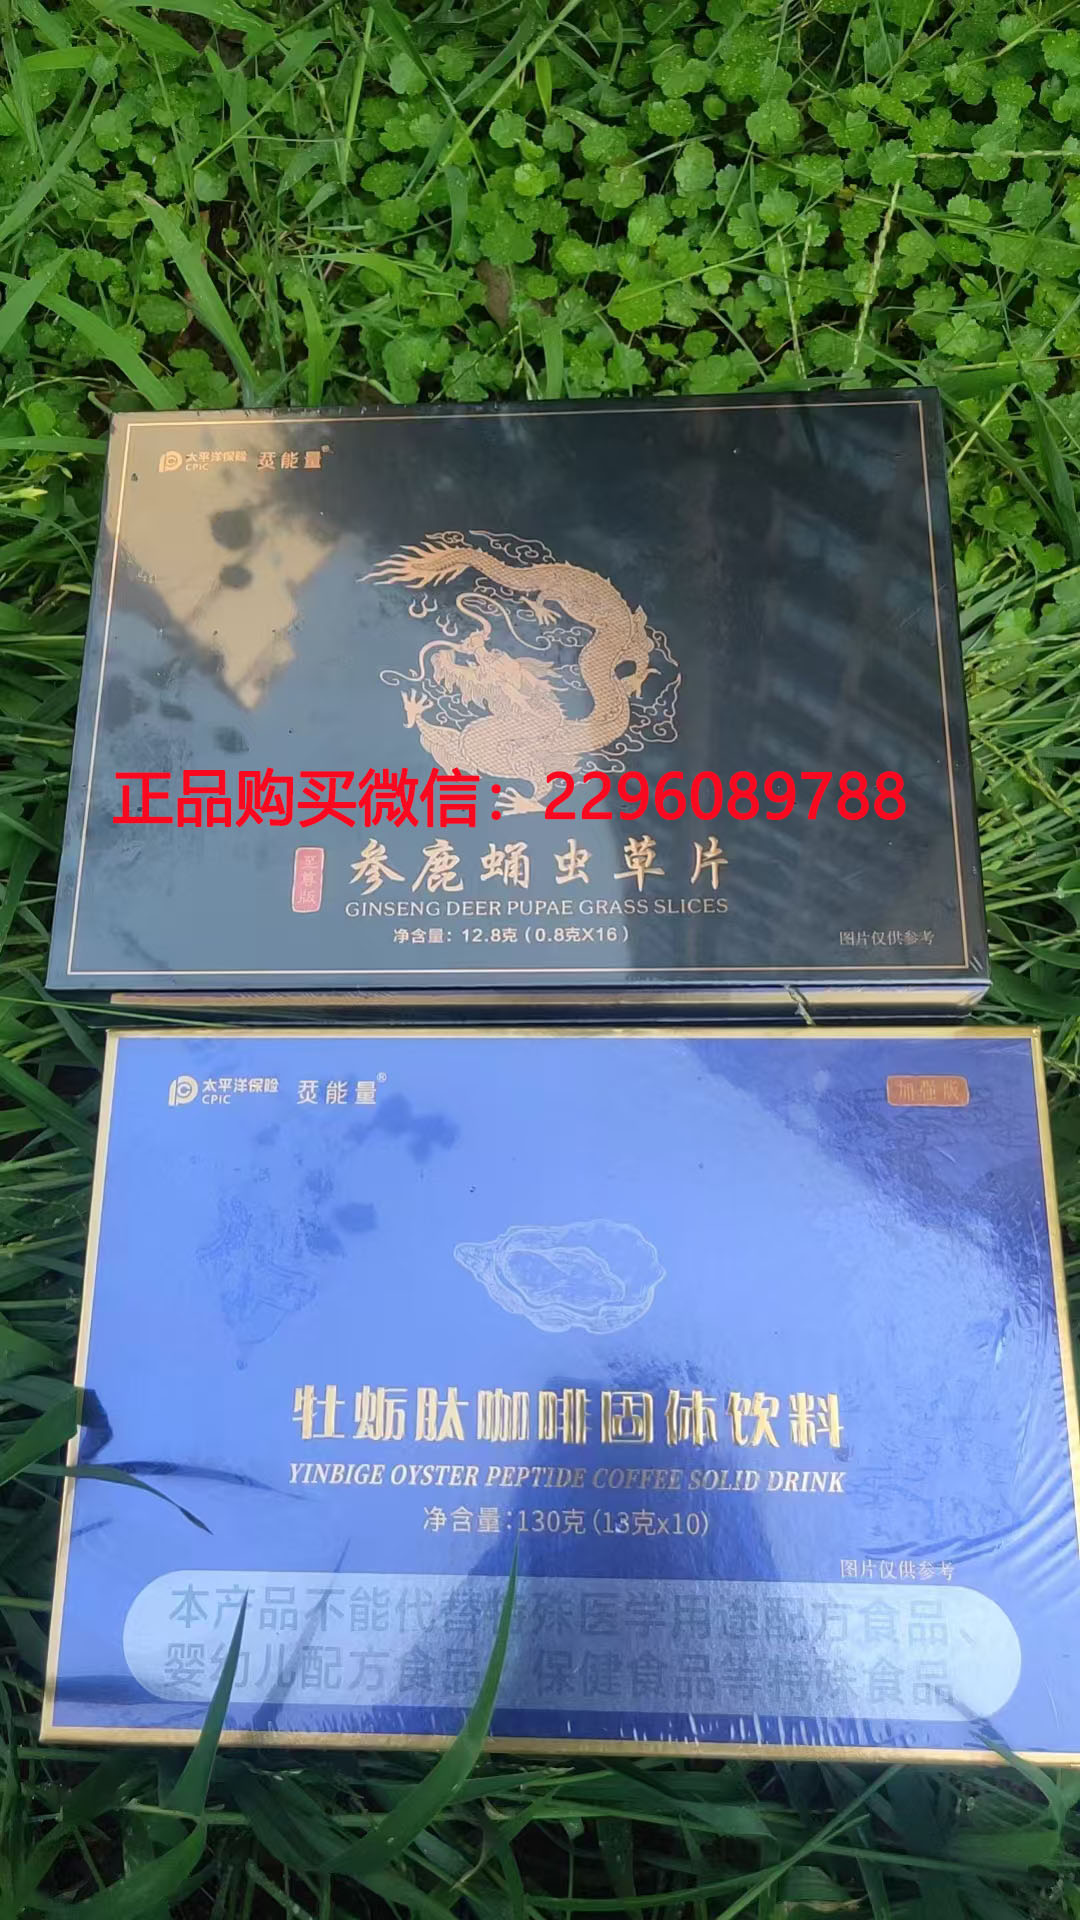 太平洋保险
CPIC
烎能量®
正品购买微信：2296089788
至尊版
参鹿蛹虫草片
GINSENG DEER PUPAE GRASS SLICES
净含量：12.8克（0.8克X16）
图片仅供参考
太平洋保险
CPIC
烎能量®
加强版
牡蛎肽咖啡固体饮料
YINBIGE OYSTER PEPTIDE COFFEE SOLID DRINK
净含量:130克(13克x10)
图片仅供参考
本产品不能代替特殊医学用途配方食品、
婴幼儿配方食品、保健食品等特殊食品